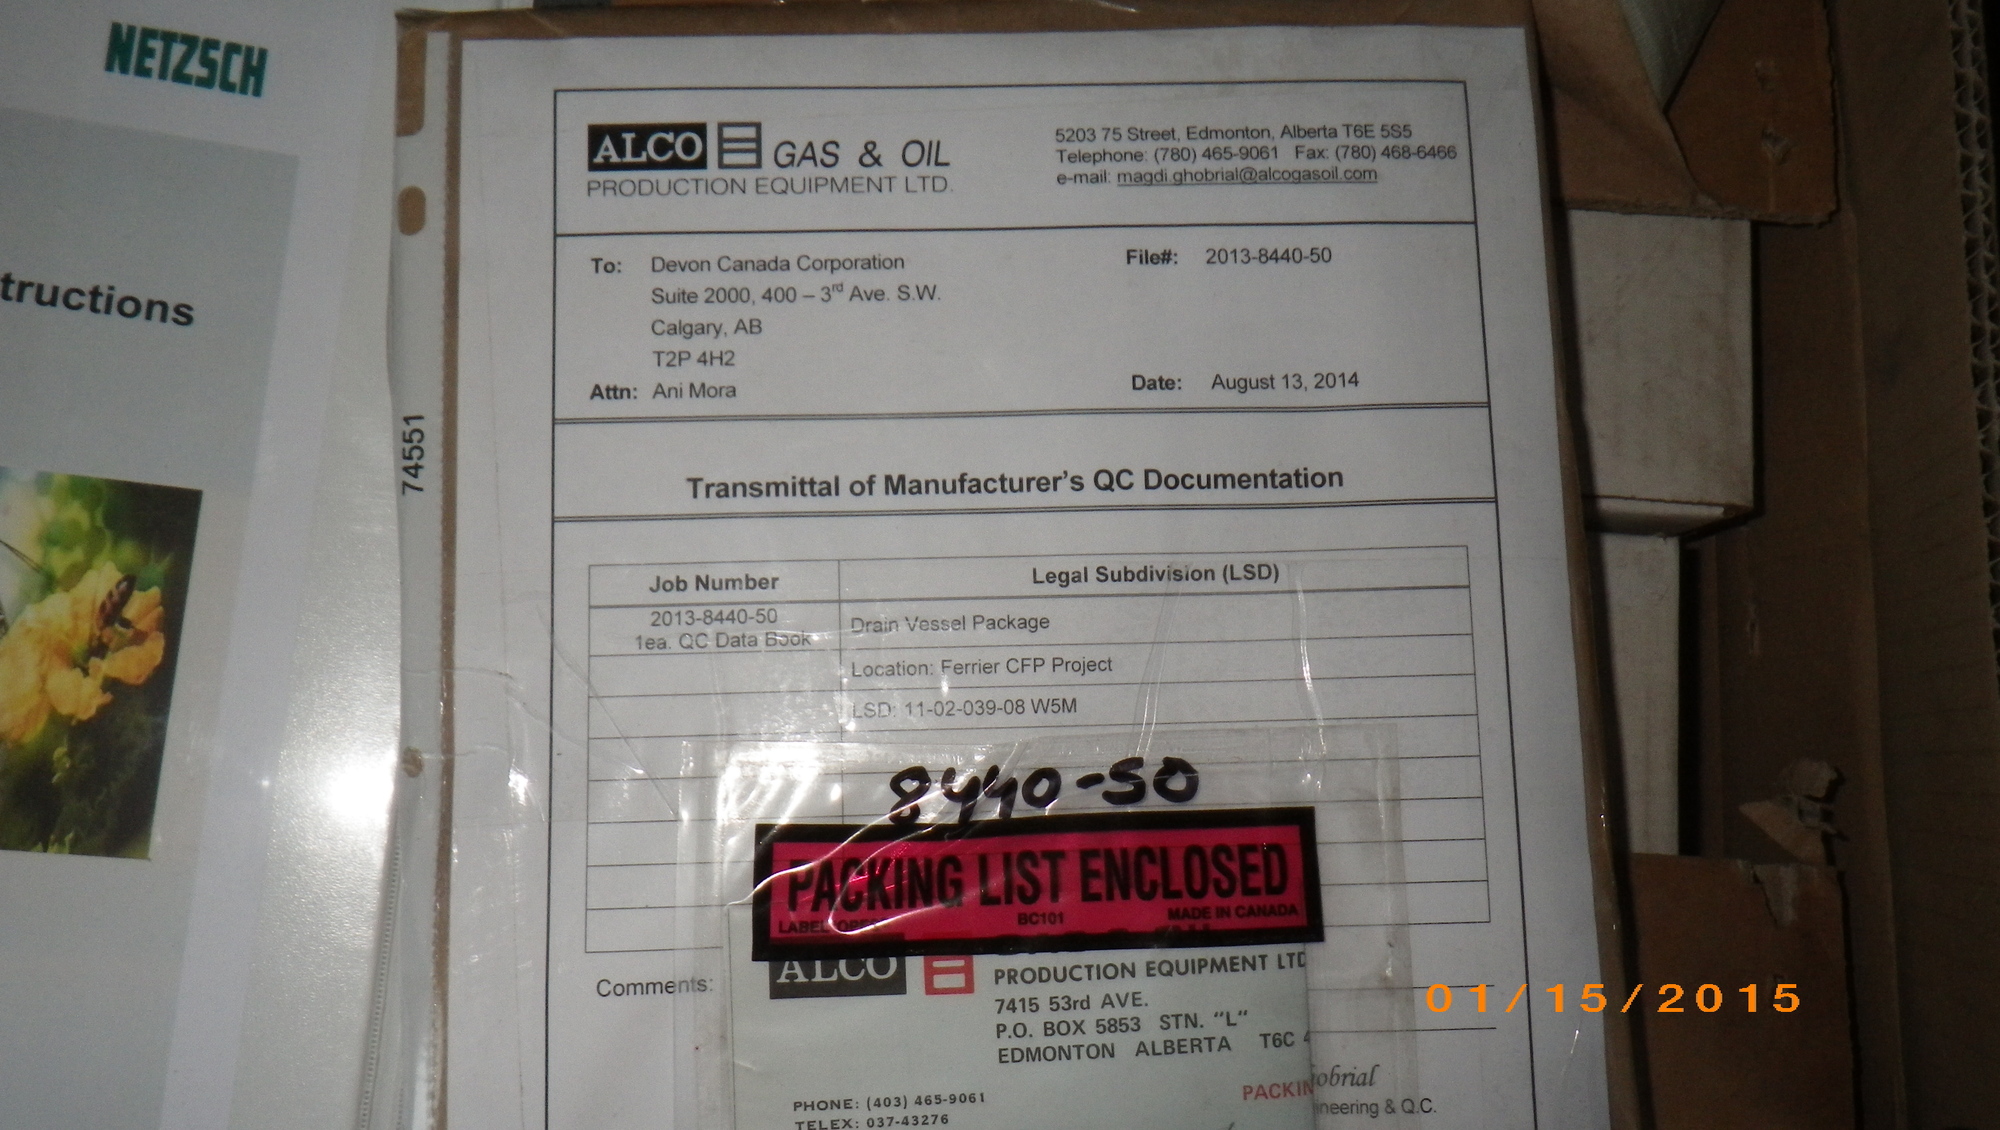 NETZSCH
tructions
74551
ALCO GAS & OIL
PRODUCTION EQUIPMENT LTD.
5203 75 Street, Edmonton, Alberta T6E 5S5
Telephone: (780) 465-9061 Fax: (780) 468-6466
e-mail: magdi.ghobrial@alcogasoil.com
To: Devon Canada Corporation
File#: 2013-8440-50
Suite 2000, 400 – 3rd Ave. S.W.
Calgary, AB
T2P 4H2
Attn: Ani Mora
Date: August 13, 2014
Transmittal of Manufacturer's QC Documentation
Job Number
Legal Subdivision (LSD)
2013-8440-50
1ea. QC Data Book
Drain Vessel Package
Location: Ferrier CFP Project
LSD: 11-02-039-08 W5M
8440-50
PACKING LIST ENCLOSED
BC101
MADE IN CANADA
Comments:
ALCO
PRODUCTION EQUIPMENT LTD
7415 53rd AVE.
P.O. BOX 5853 STN. "L"
EDMONTON ALBERTA T6C 4
PHONE: (403) 465-9061
TELEX: 037-43276
PACKIN
obrial
ineering & Q.C.
01/15/2015